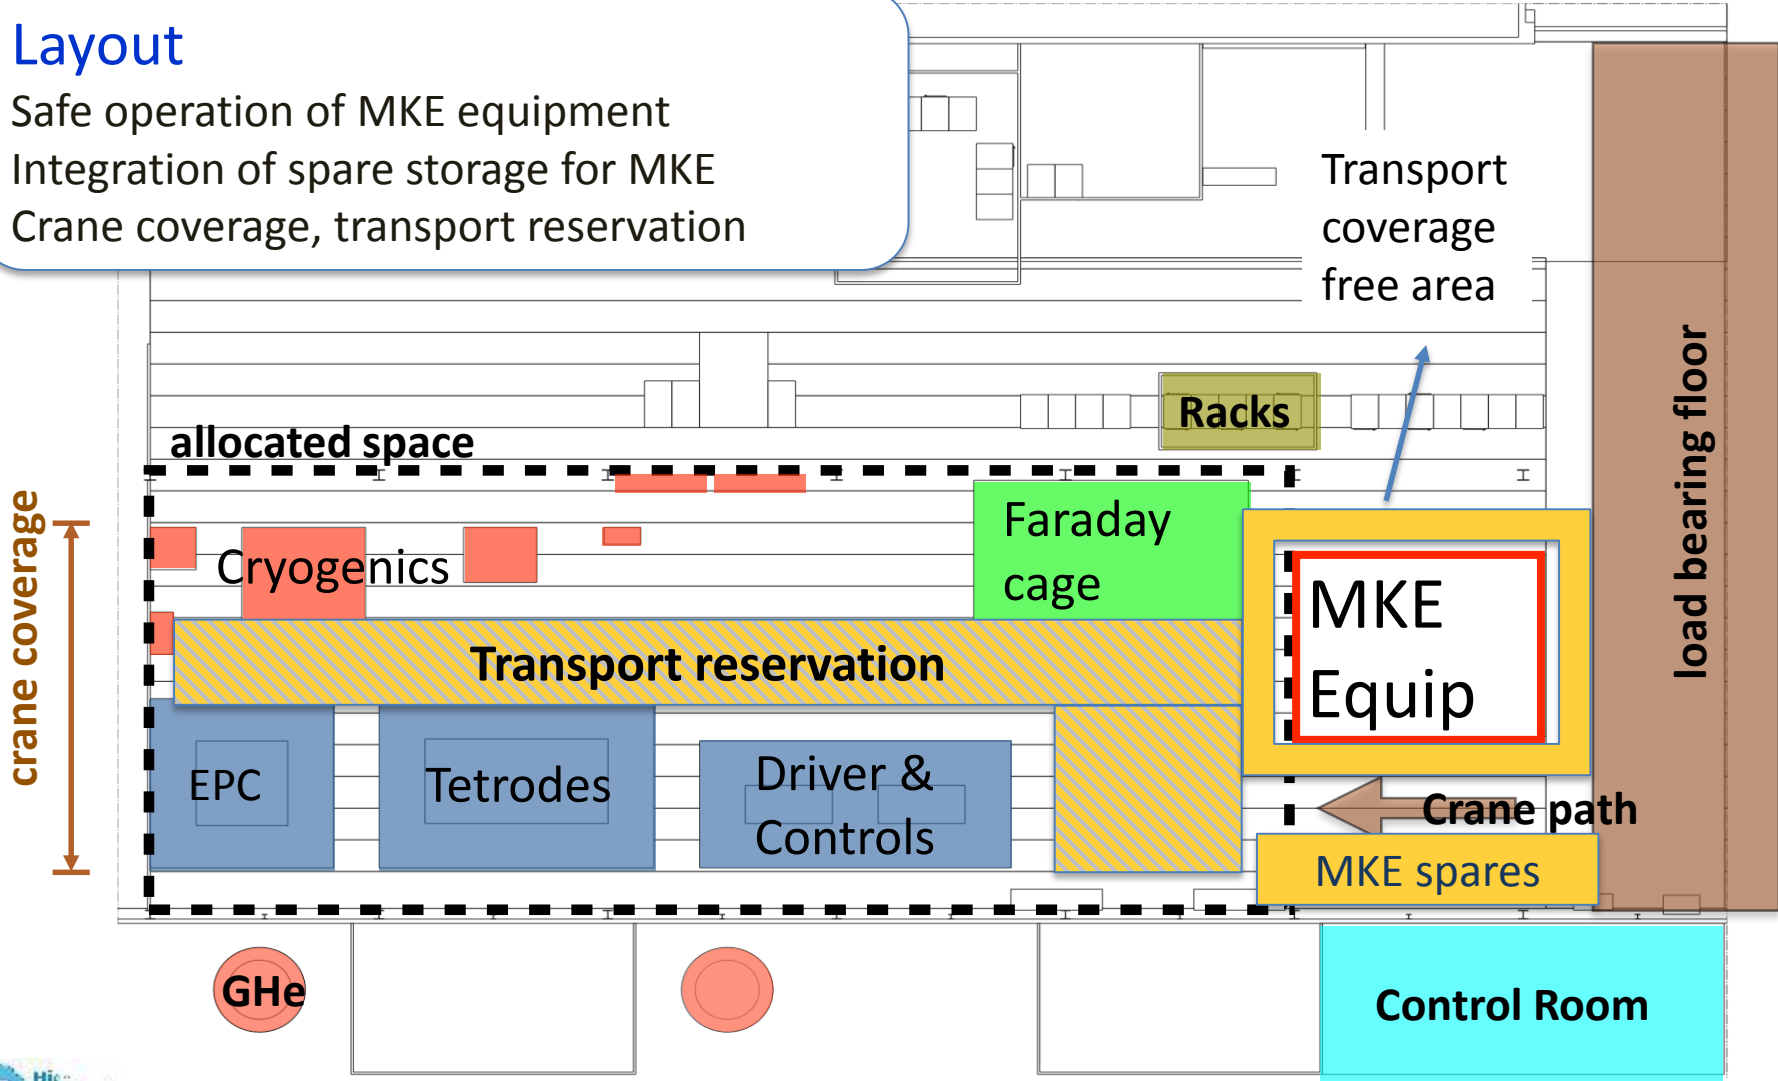 Layout
Safe operation of MKE equipment
Integration of spare storage for MKE
Crane coverage, transport reservation
Transport
coverage
free area
load bearing floor
Racks
allocated space
crane coverage
Faraday
cage
Cryogenics
MKE
Equip
Transport reservation
EPC
Tetrodes
Driver &
Controls
Crane path
MKE spares
GHe
Control Room